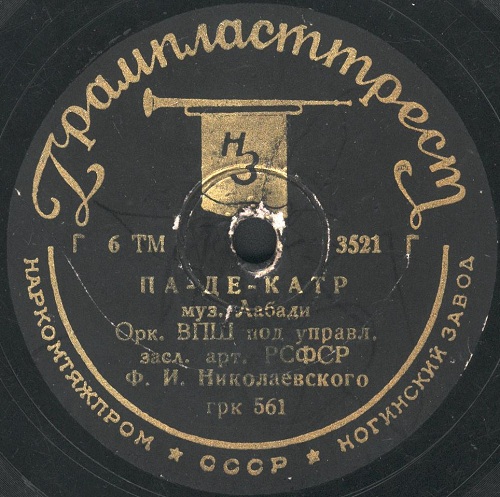 Грампласттрест
НЗ
Г 6 ТМ 3521 Г
ПА-ДЕ-КАТР
муз. Лабади
Орк. ВПШ под управл.
засл. арт. РСФСР
Ф. И. Николаевского
грк 561
НАРКОМТЯЖПРОМ ★ СССР ★ НОГИНСКИЙ ЗАВОД